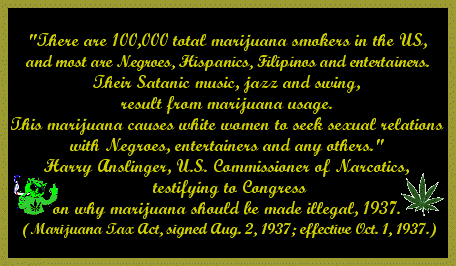 "There are 100,000 total marijuana smokers in the US,
and most are Negroes, Hispanics, Filipinos and entertainers.
Their Satanic music, jazz and swing,
result from marijuana usage.
This marijuana causes white women to seek sexual relations
with Negroes, entertainers and any others."
Harry Anslinger, U.S. Commissioner of Narcotics,
testifying to Congress
on why marijuana should be made illegal, 1937.
(Marijuana Tax Act, signed Aug. 2, 1937; effective Oct. 1, 1937.)